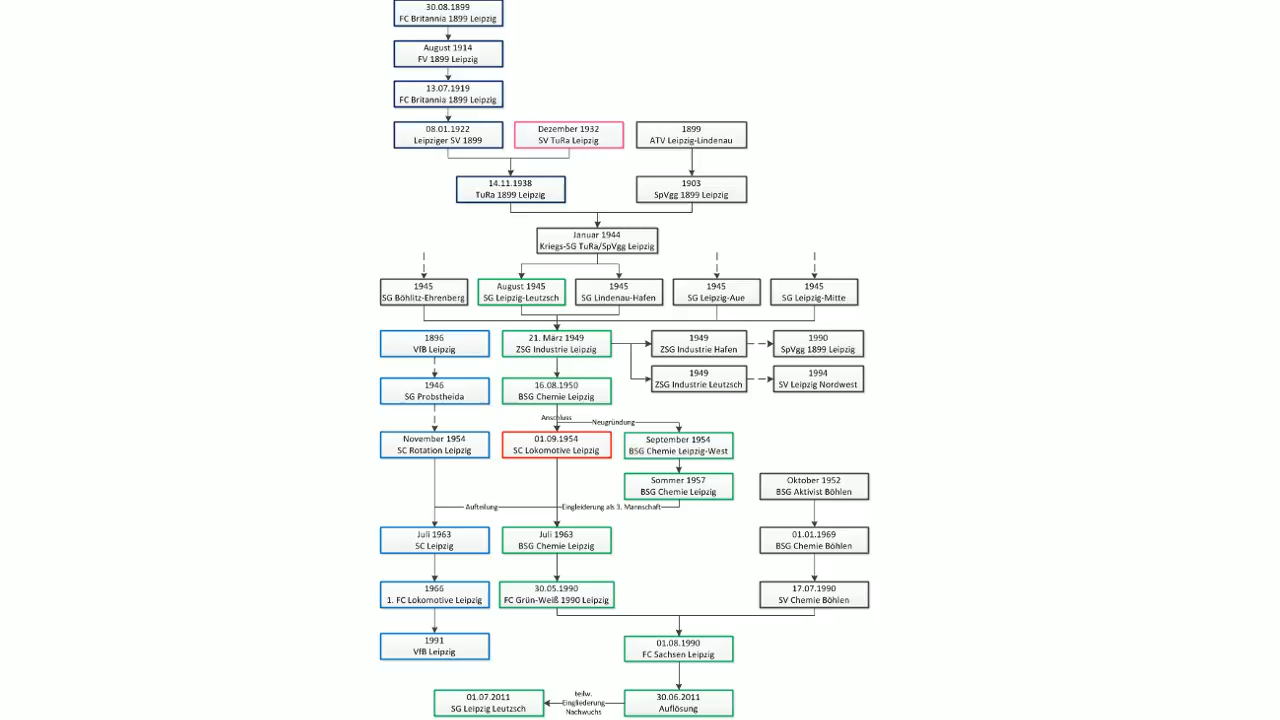 30.08.1899
FC Britannia 1899 Leipzig
August 1914
FV 1899 Leipzig
13.07.1919
FC Britannia 1899 Leipzig
08.01.1922
Leipziger SV 1899
Dezember 1932
SV TuRa Leipzig
1899
ATV Leipzig-Lindenau
14.11.1938
TuRa 1899 Leipzig
1903
SpVgg 1899 Leipzig
Januar 1944
Kriegs-SG TuRa/SpVgg Leipzig
1945
SG Böhlitz-Ehrenberg
August 1945
SG Leipzig-Leutzsch
1945
SG Lindenau-Hafen
1945
SG Leipzig-Aue
1945
SG Leipzig-Mitte
1896
VfB Leipzig
21. März 1949
ZSG Industrie Leipzig
1949
ZSG Industrie Hafen
1990
SpVgg 1899 Leipzig
1949
ZSG Industrie Leutzsch
1994
SV Leipzig Nordwest
1946
SG Probstheida
16.08.1950
BSG Chemie Leipzig
Anschluss
Neugründung
November 1954
SC Rotation Leipzig
01.09.1954
SC Lokomotive Leipzig
September 1954
BSG Chemie Leipzig-West
Sommer 1957
BSG Chemie Leipzig
Oktober 1952
BSG Aktivist Böhlen
Aufteilung
Eingleiderung als 3. Mannschaft
Juli 1963
SC Leipzig
Juli 1963
BSG Chemie Leipzig
01.01.1969
BSG Chemie Böhlen
1966
1. FC Lokomotive Leipzig
30.05.1990
FC Grün-Weiß 1990 Leipzig
17.07.1990
SV Chemie Böhlen
1991
VfB Leipzig
01.08.1990
FC Sachsen Leipzig
01.07.2011
SG Leipzig Leutzsch
teilw.
Eingliederung
Nachwuchs
30.06.2011
Auflösung